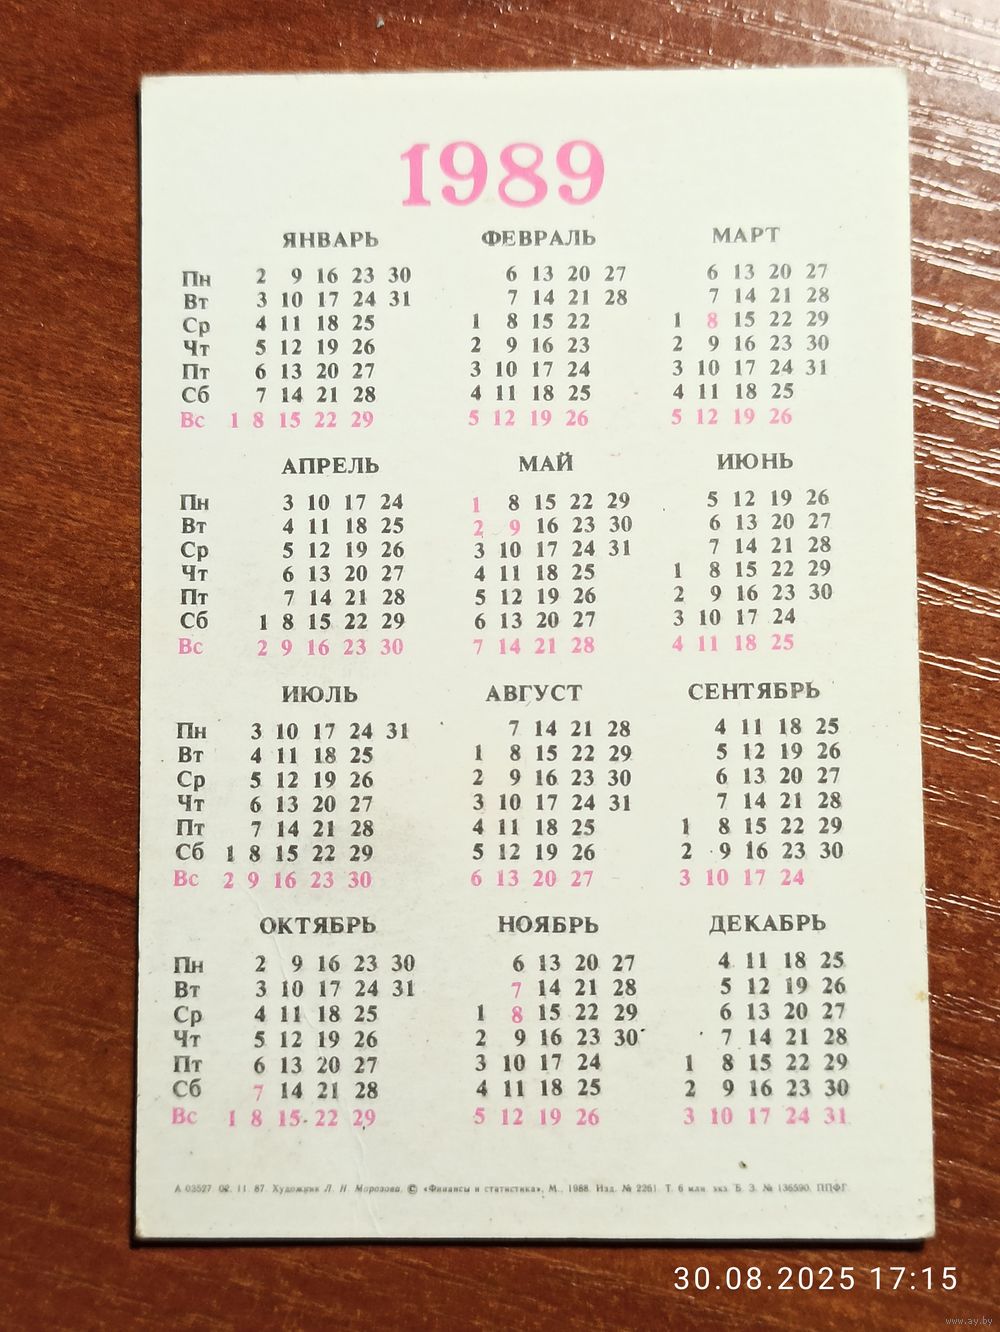 1989
ЯНВАРЬ ФЕВРАЛЬ МАРТ
Пн 2 9 16 23 30 6 13 20 27 6 13 20 27
Вт 3 10 17 24 31 7 14 21 28 7 14 21 28
Ср 4 11 18 25 1 8 15 22 1 8 15 22 29
Чт 5 12 19 26 2 9 16 23 2 9 16 23 30
Пт 6 13 20 27 3 10 17 24 3 10 17 24 31
Сб 7 14 21 28 4 11 18 25 4 11 18 25
Вс 1 8 15 22 29 5 12 19 26 5 12 19 26
АПРЕЛЬ МАЙ ИЮНЬ
Пн 3 10 17 24 1 8 15 22 29 5 12 19 26
Вт 4 11 18 25 2 9 16 23 30 6 13 20 27
Ср 5 12 19 26 3 10 17 24 31 7 14 21 28
Чт 6 13 20 27 4 11 18 25 1 8 15 22 29
Пт 7 14 21 28 5 12 19 26 2 9 16 23 30
Сб 1 8 15 22 29 6 13 20 27 3 10 17 24
Вс 2 9 16 23 30 7 14 21 28 4 11 18 25
ИЮЛЬ АВГУСТ СЕНТЯБРЬ
Пн 3 10 17 24 31 7 14 21 28 4 11 18 25
Вт 4 11 18 25 1 8 15 22 29 5 12 19 26
Ср 5 12 19 26 2 9 16 23 30 6 13 20 27
Чт 6 13 20 27 3 10 17 24 31 7 14 21 28
Пт 7 14 21 28 4 11 18 25 1 8 15 22 29
Сб 1 8 15 22 29 5 12 19 26 2 9 16 23 30
Вс 2 9 16 23 30 6 13 20 27 3 10 17 24
ОКТЯБРЬ НОЯБРЬ ДЕКАБРЬ
Пн 2 9 16 23 30 6 13 20 27 4 11 18 25
Вт 3 10 17 24 31 7 14 21 28 5 12 19 26
Ср 4 11 18 25 1 8 15 22 29 6 13 20 27
Чт 5 12 19 26 2 9 16 23 30 7 14 21 28
Пт 6 13 20 27 3 10 17 24 1 8 15 22 29
Сб 7 14 21 28 4 11 18 25 2 9 16 23 30
Вс 1 8 15 22 29 5 12 19 26 3 10 17 24 31
А 03527. 02. 11. 87. Художник Л. Н. Морозова. © «Финансы и статистика», М., 1988. Изд. № 2261. Т. 6 млн. экз. Б. З. № 136590. ППФГ.
30.08.2025 17:15
www.ay.by